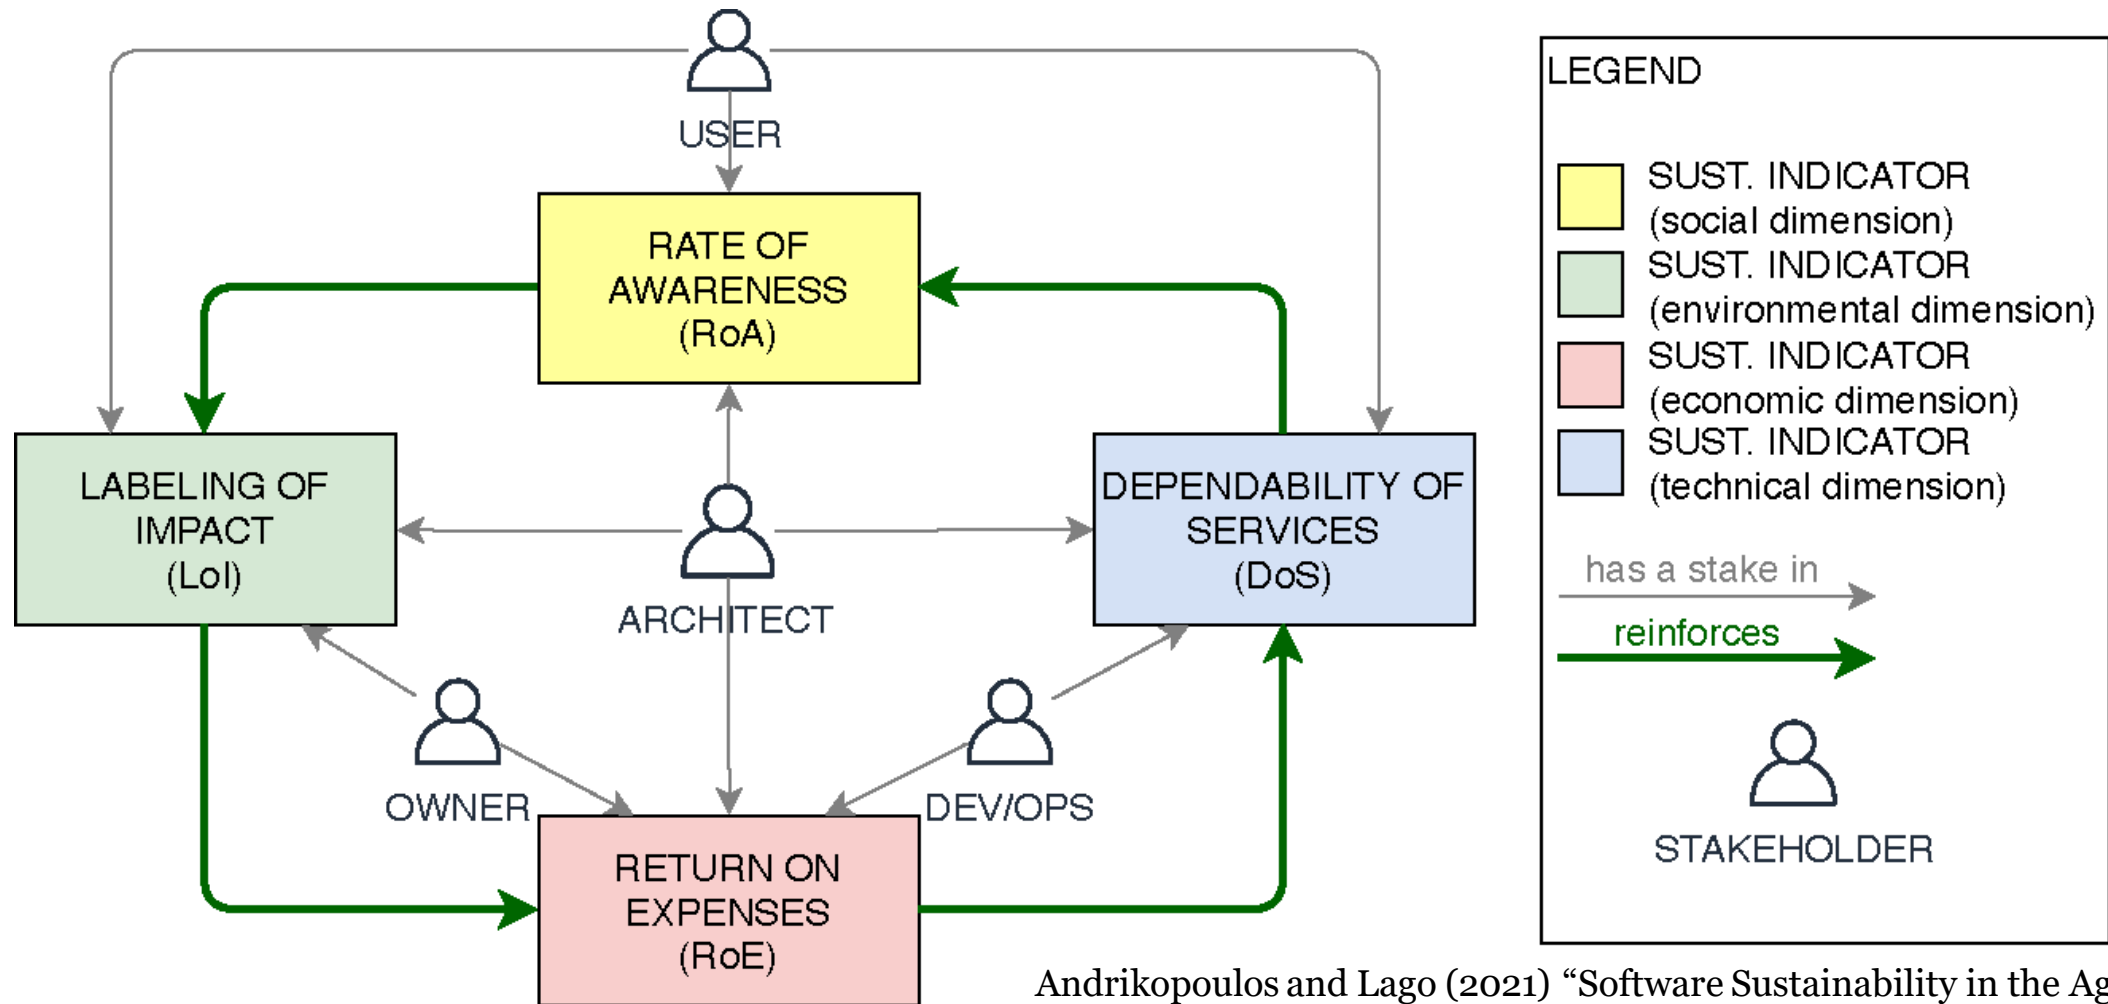 USER
RATE OF
AWARENESS
(RoA)
LABELING OF
IMPACT
(LoI)
ARCHITECT
DEPENDABILITY OF
SERVICES
(DoS)
OWNER
DEV/OPS
RETURN ON
EXPENSES
(RoE)
LEGEND
SUST. INDICATOR
(social dimension)
SUST. INDICATOR
(environmental dimension)
SUST. INDICATOR
(economic dimension)
SUST. INDICATOR
(technical dimension)
has a stake in
reinforces
STAKEHOLDER
Andrikopoulos and Lago (2021) “Software Sustainability in the Ag